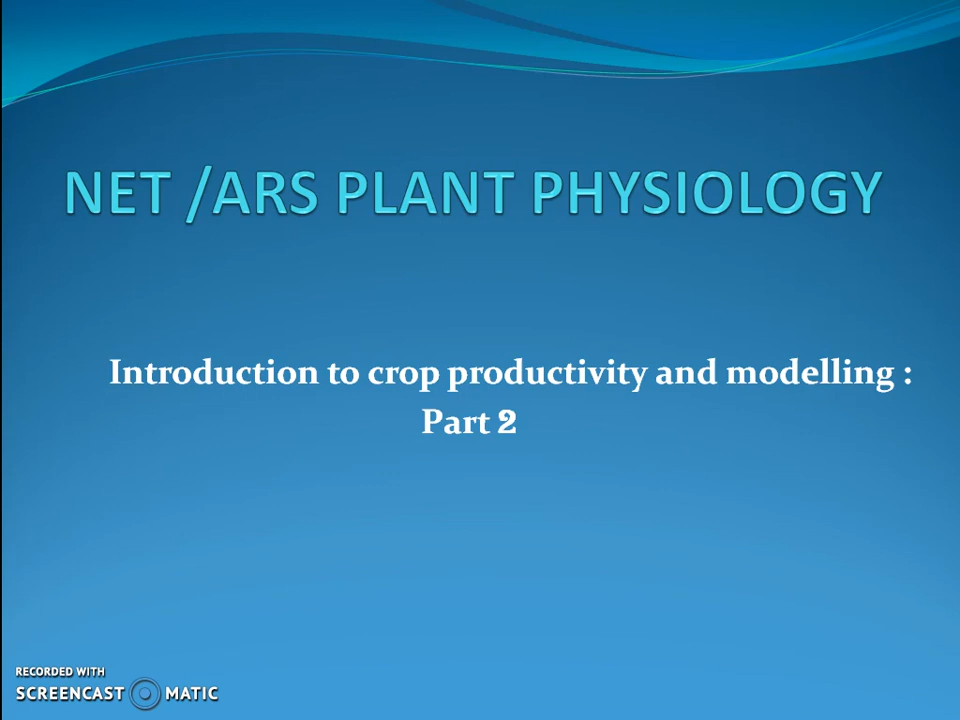 NET /ARS PLANT PHYSIOLOGY
Introduction to crop productivity and modelling :
Part 2
RECORDED WITH
SCREENCAST MATIC